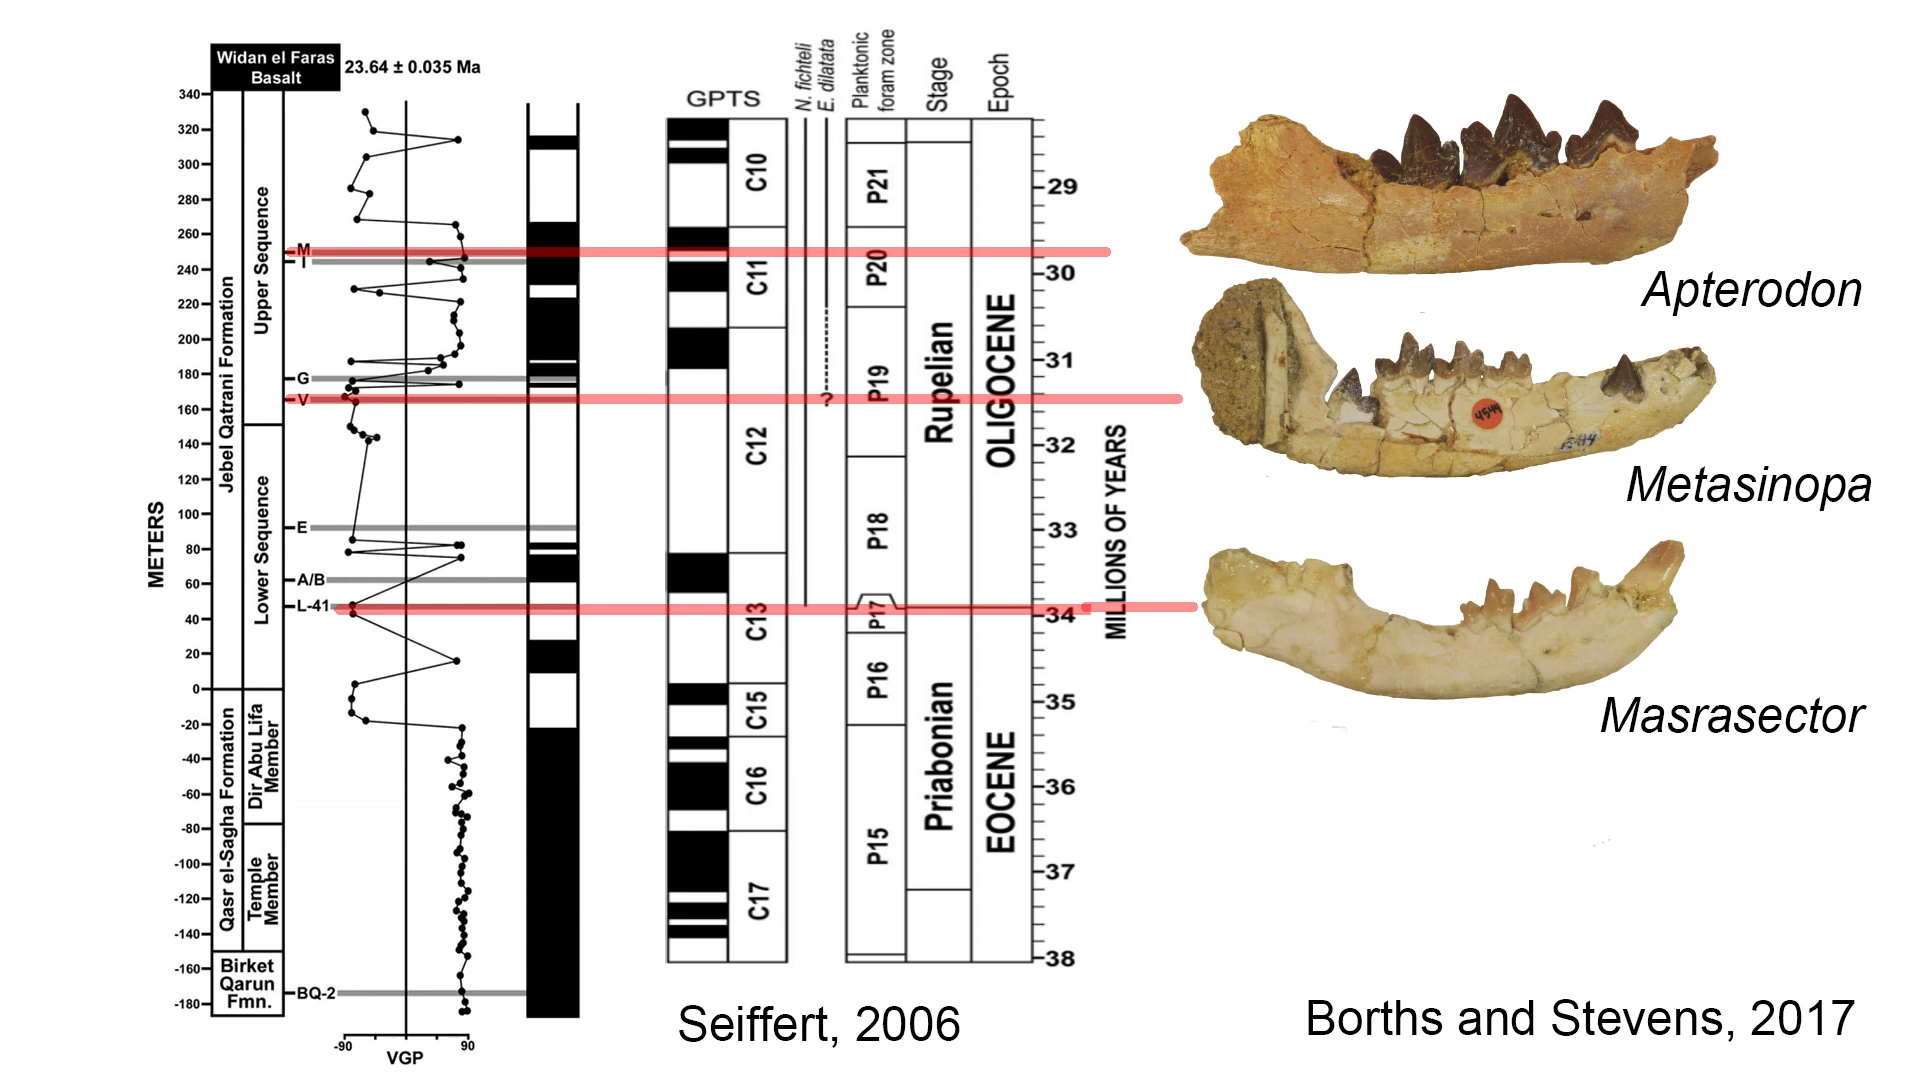 Widan el Faras
Basalt
23.64 ± 0.035 Ma
METERS
340
320
300
280
260
240
220
200
180
160
140
120
100
80
60
40
20
0
-20
-40
-60
-80
-100
-120
-140
-160
-180
Jebel Qatrani Formation
Upper Sequence
Lower Sequence
Qasr el-Sagha Formation
Dir Abu Lifa
Member
Temple
Member
Birket
Qarun
Fmn.
M
I
G
V
E
A/B
L-41
BQ-2
-90
90
VGP
GPTS
C10
C11
C12
C13
C15
C16
C17
N. fichteli
E. dilatata
?
Planktonic
foram zone
P21
P20
P19
P18
P17
P16
P15
Stage
Rupelian
Priabonian
Epoch
OLIGOCENE
EOCENE
29
30
31
32
33
34
35
36
37
38
MILLIONS OF YEARS
Apterodon
Metasinopa
Masrasector
Seiffert, 2006
Borths and Stevens, 2017